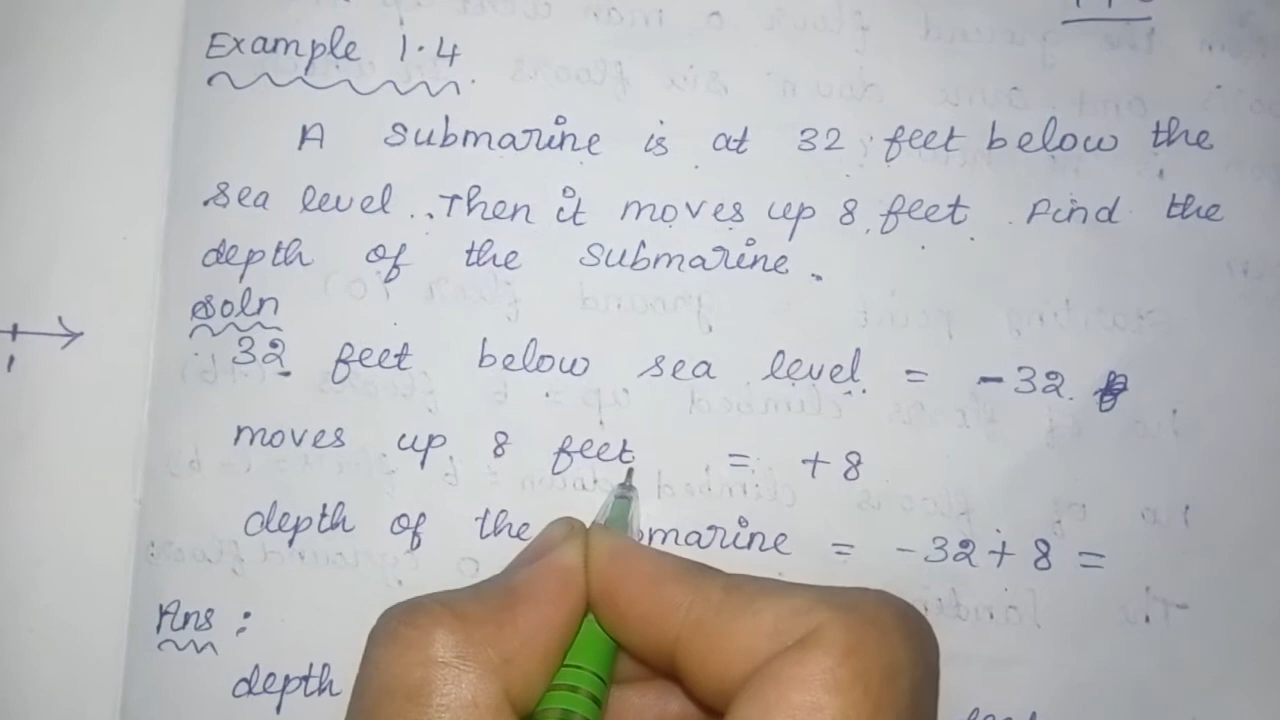 Example 1.4
A submarine is at 32 feet below the
sea level. Then it moves up 8 feet. Find the
depth of the submarine.
Soln
32 feet below sea level = -32
moves up 8 feet = +8
depth of the bmarine = -32+8 =
Ans :
depth